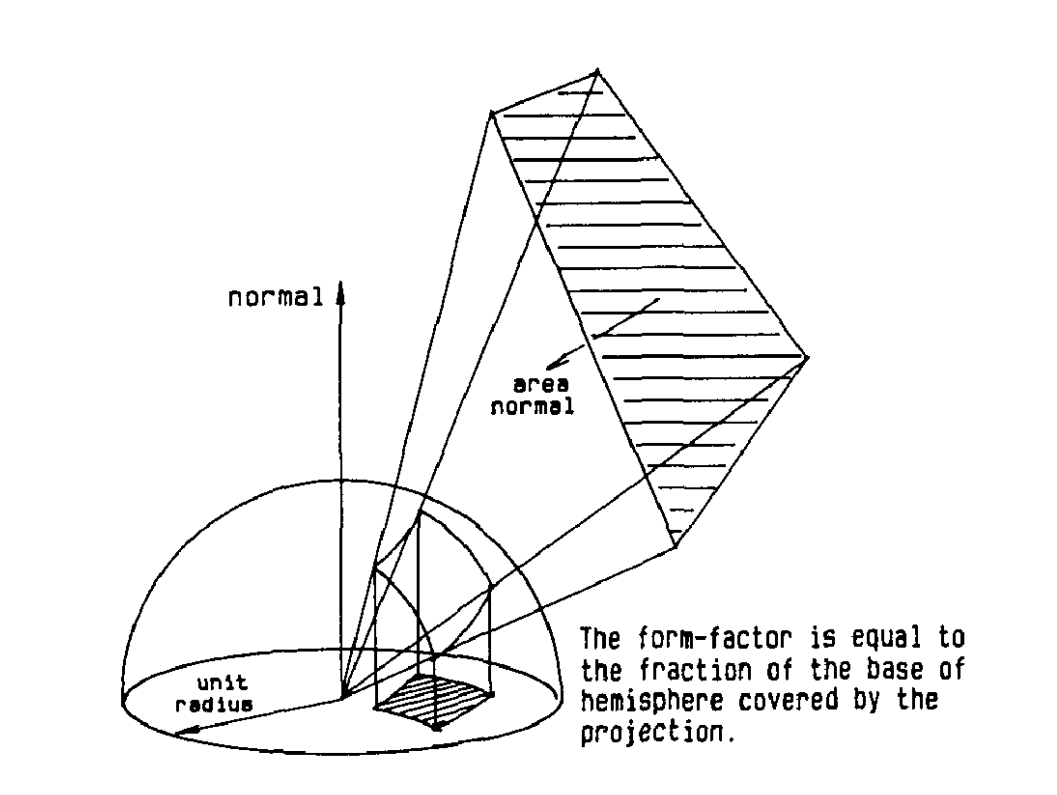 normal
area
normal
unit
radius
The form-factor is equal to
the fraction of the base of
hemisphere covered by the
projection.